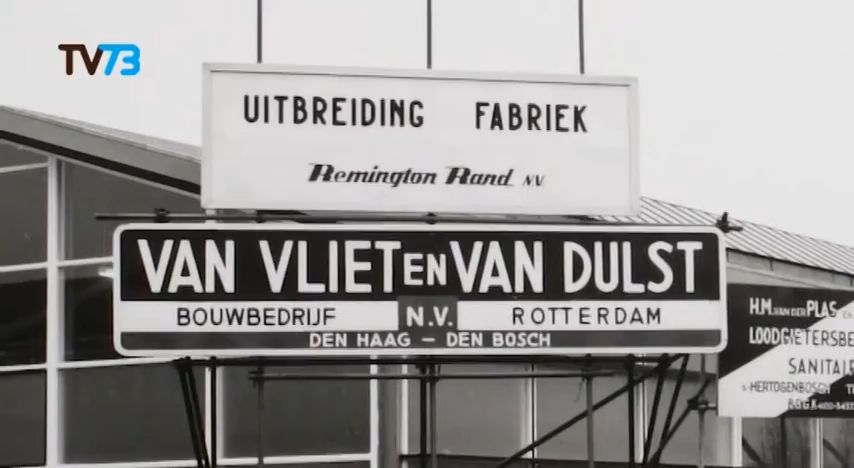 TV73
UITBREIDING FABRIEK
Remington Rand NV
VAN VLIET EN VAN DULST
BOUWBEDRIJF N.V. ROTTERDAM
DEN HAAG – DEN BOSCH
H.M. VAN DER PLAS EN
LOODGIETERSBE
SANITAI
'S-HERTOGENBOSCH